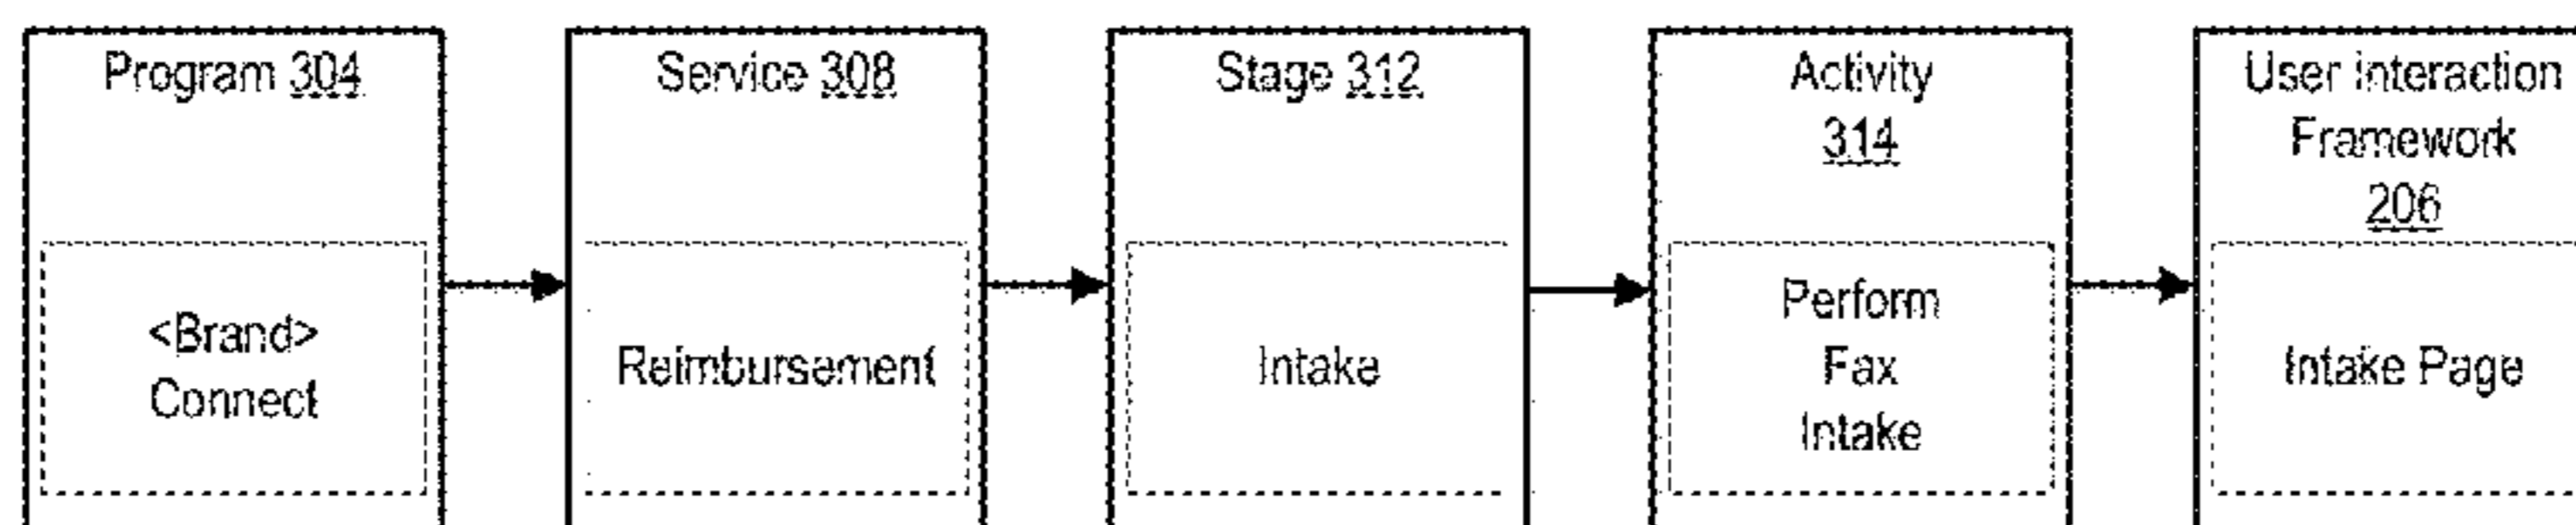 Program 304
<Brand>
Connect
Service 308
Reimbursement
Stage 312
Intake
Activity
314
Perform
Fax
Intake
User Interaction
Framework
206
Intake Page